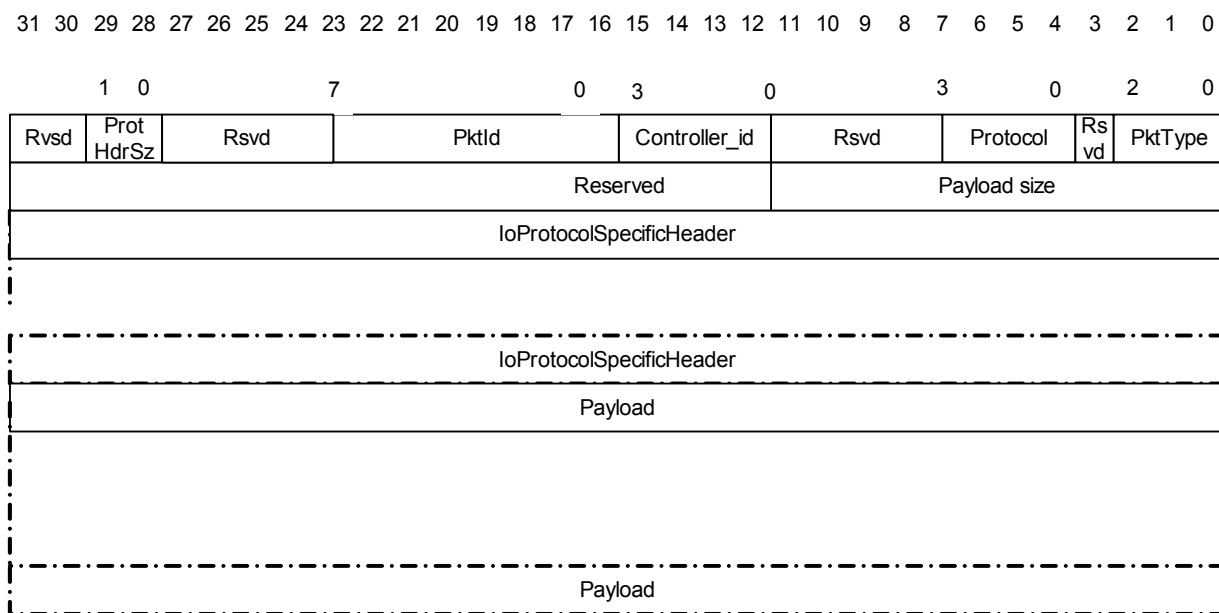 31 30 29 28 27 26 25 24 23 22 21 20 19 18 17 16 15 14 13 12 11 10 9 8 7 6 5 4 3 2 1 0
1 0 7 0 3 0 3 0 2 0
Rvsd Prot HdrSz Rsvd PktId Controller_id Rsvd Protocol Rs vd PktType
Reserved Payload size
IoProtocolSpecificHeader
IoProtocolSpecificHeader
Payload
Payload